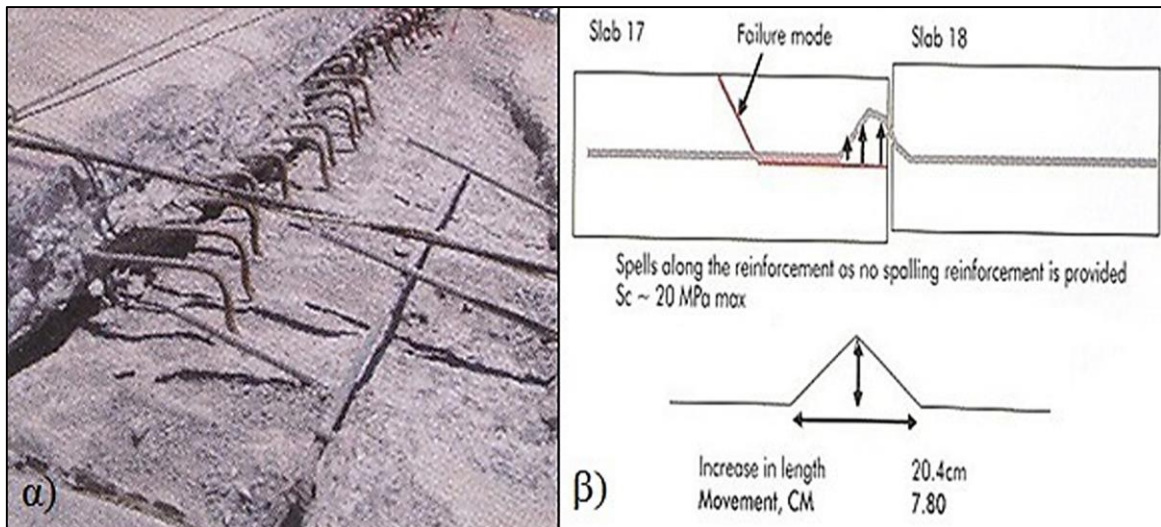 α)
Slab 17
Failure mode
Slab 18
Spells along the reinforcement as no spalling reinforcement is provided
Sc ~ 20 MPa max
Increase in length 20.4cm
Movement, CM 7.80
β)